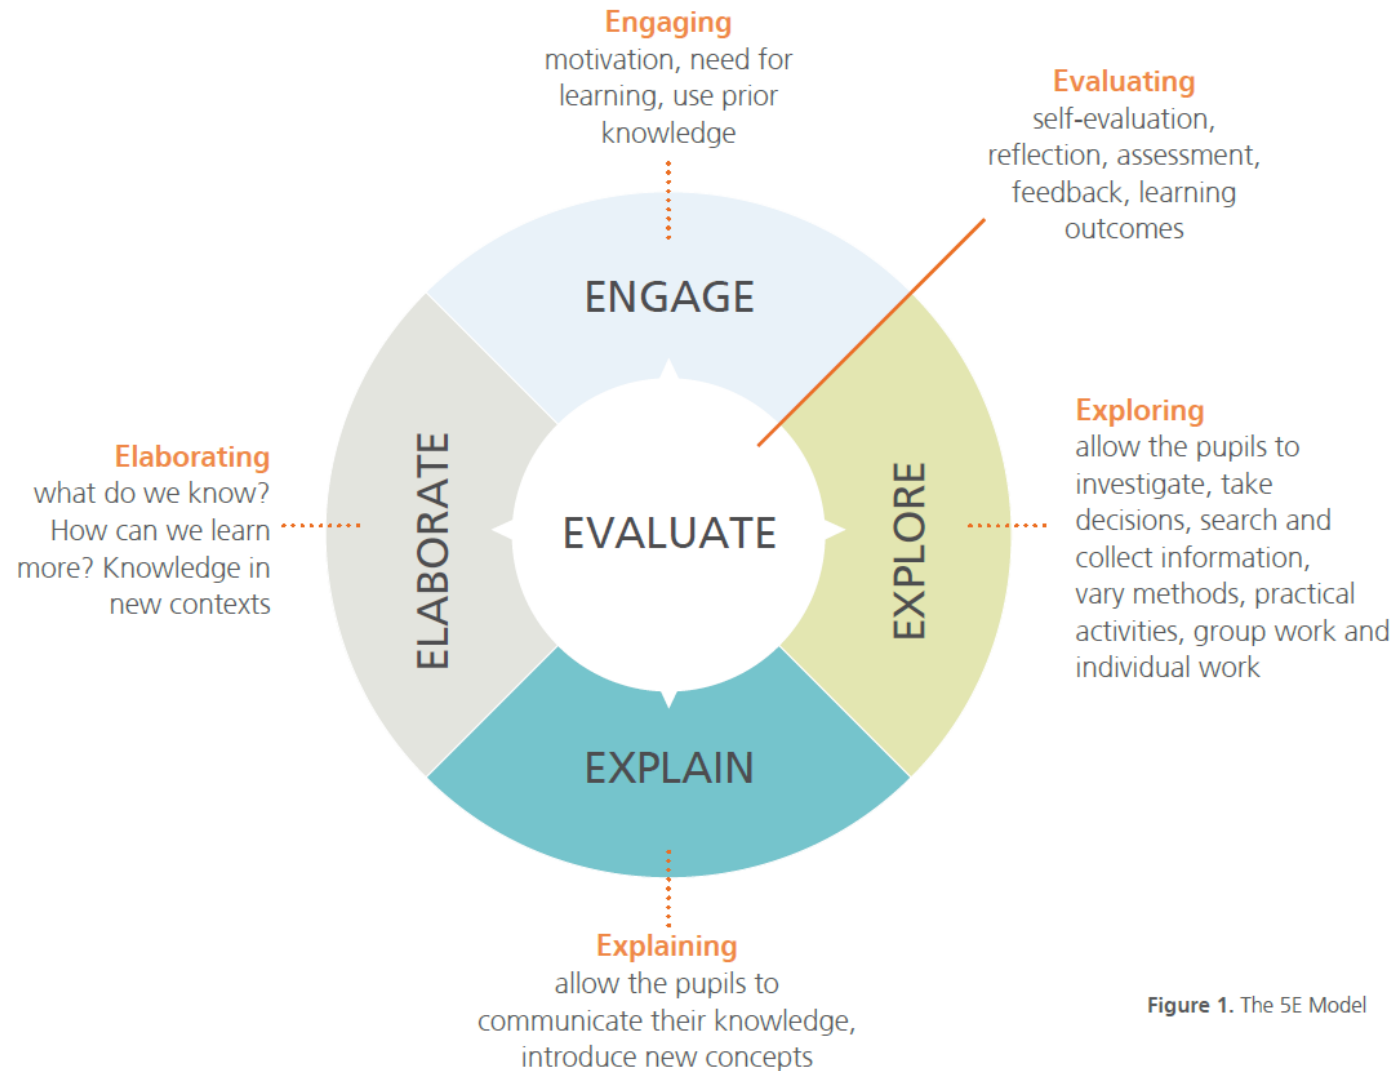 Engaging
motivation, need for
learning, use prior
knowledge
Evaluating
self-evaluation,
reflection, assessment,
feedback, learning
outcomes
ENGAGE
Exploring
allow the pupils to
investigate, take
decisions, search and
collect information,
vary methods, practical
activities, group work and
individual work
Elaborating
what do we know?
How can we learn
more? Knowledge in
new contexts
ELABORATE
EVALUATE
EXPLORE
EXPLAIN
Explaining
allow the pupils to
communicate their knowledge,
introduce new concepts
Figure 1. The 5E Model